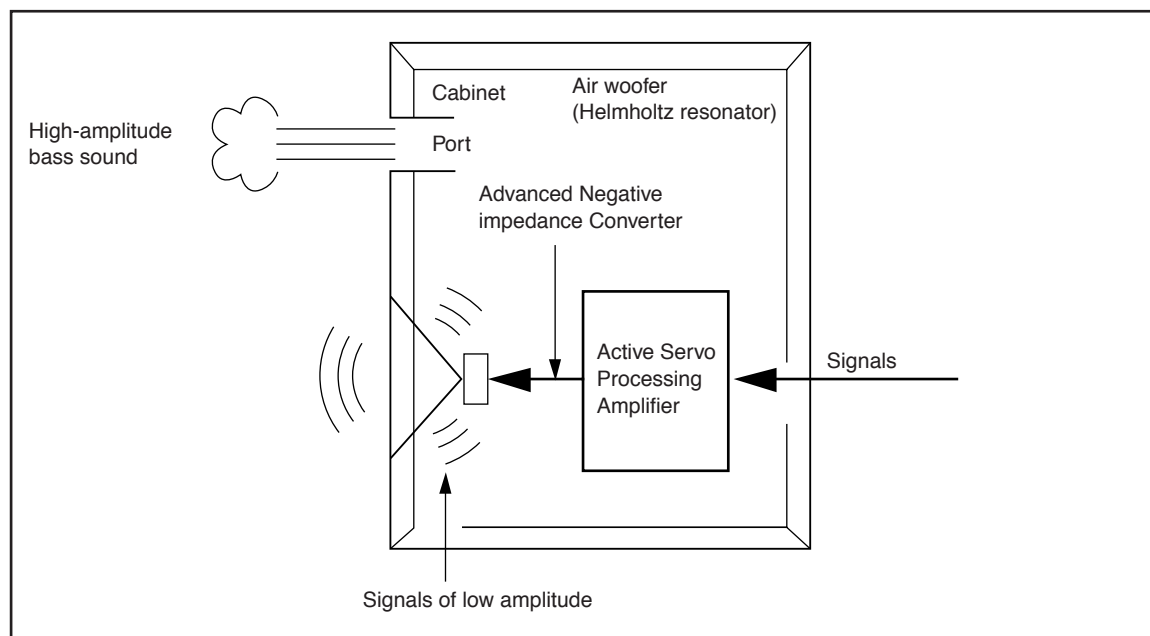 Cabinet
Air woofer
(Helmholtz resonator)
High-amplitude
bass sound
Port
Advanced Negative
impedance Converter
Active Servo
Processing
Amplifier
Signals
Signals of low amplitude